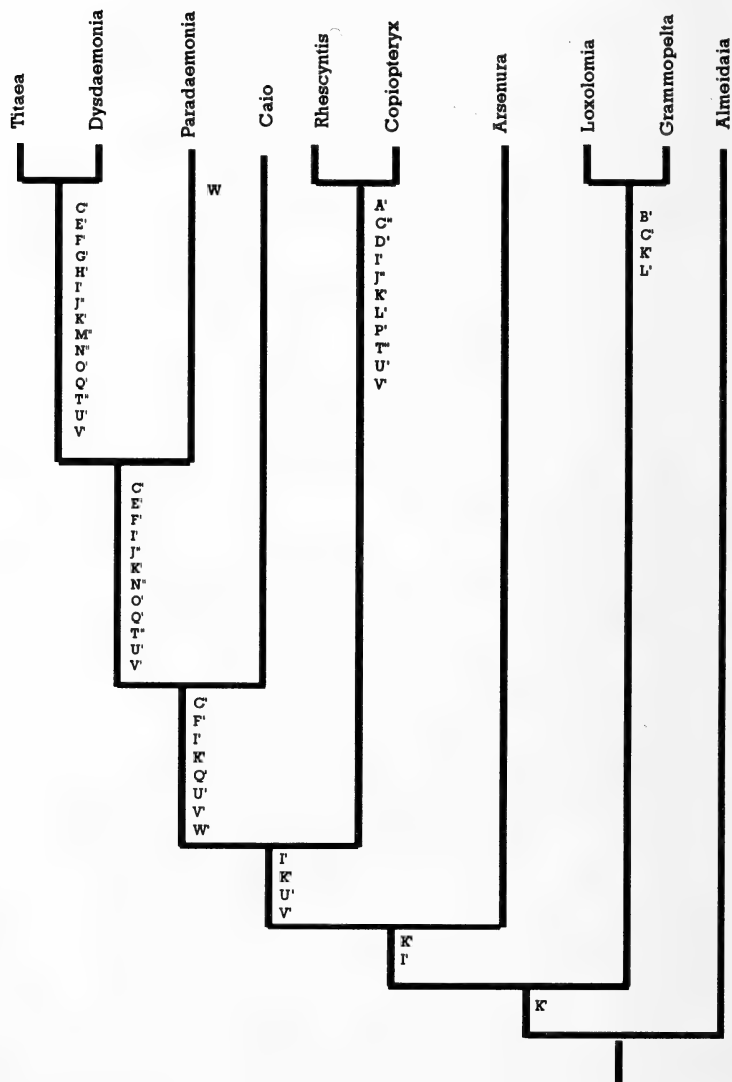 Titaea
Dysdaemonia
Paradaemonia
Caio
Rhescyntis
Copiopteryx
Arsenura
Loxolomia
Grammopelta
Almeidaia
W
C'
E'
F'
G'
H'
I'
J"
K'
M"
N"
O'
Q'
T"
U'
V'
A'
C"
D'
I'
J"
K'
L'
P'
T"
U'
V'
B'
C'
K'
L'
C'
E'
F'
I'
J"
K'
N"
O'
Q'
T"
U'
V'
C'
F'
I'
K'
Q'
U'
V'
W'
I'
K'
U'
V'
K'
I'
K'